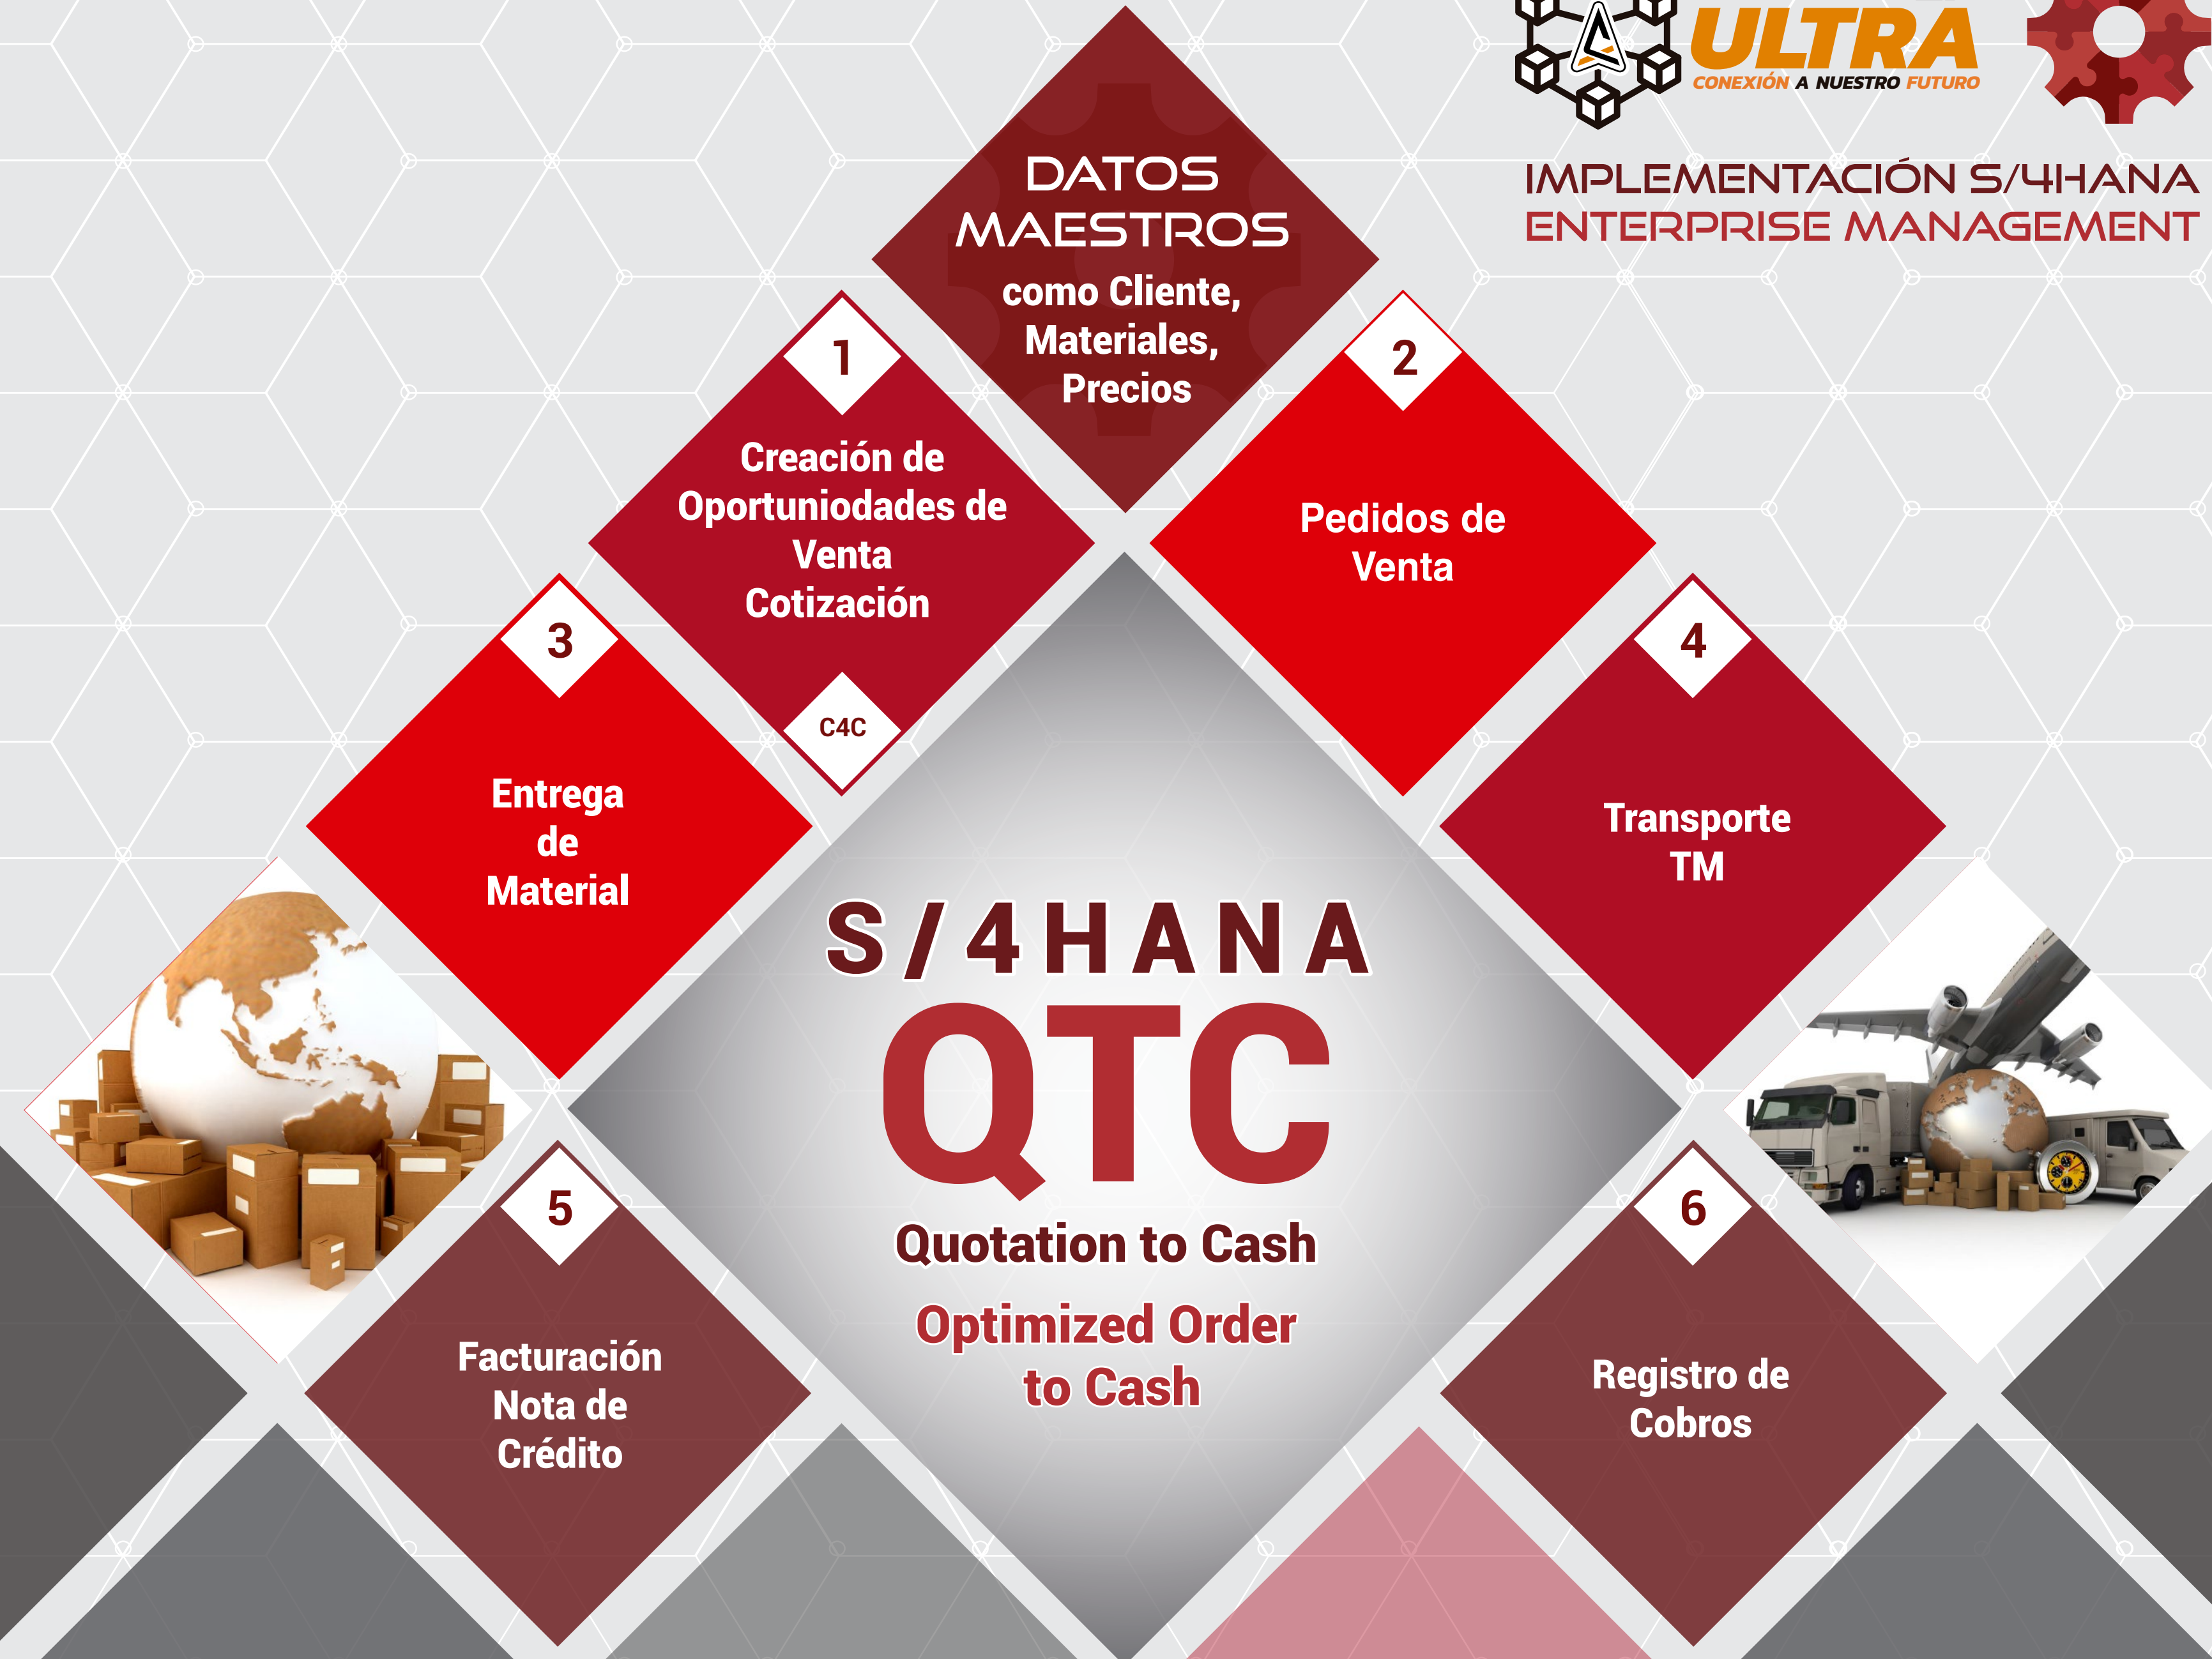 ULTRA
CONEXIÓN A NUESTRO FUTURO
IMPLEMENTACIÓN S/4HANA
ENTERPRISE MANAGEMENT
DATOS
MAESTROS
como Cliente,
Materiales,
Precios
1
Creación de
Oportuniodades de
Venta
Cotización
C4C
2
Pedidos de
Venta
3
Entrega
de
Material
4
Transporte
TM
S/4HANA
QTC
Quotation to Cash
Optimized Order
to Cash
5
Facturación
Nota de
Crédito
6
Registro de
Cobros